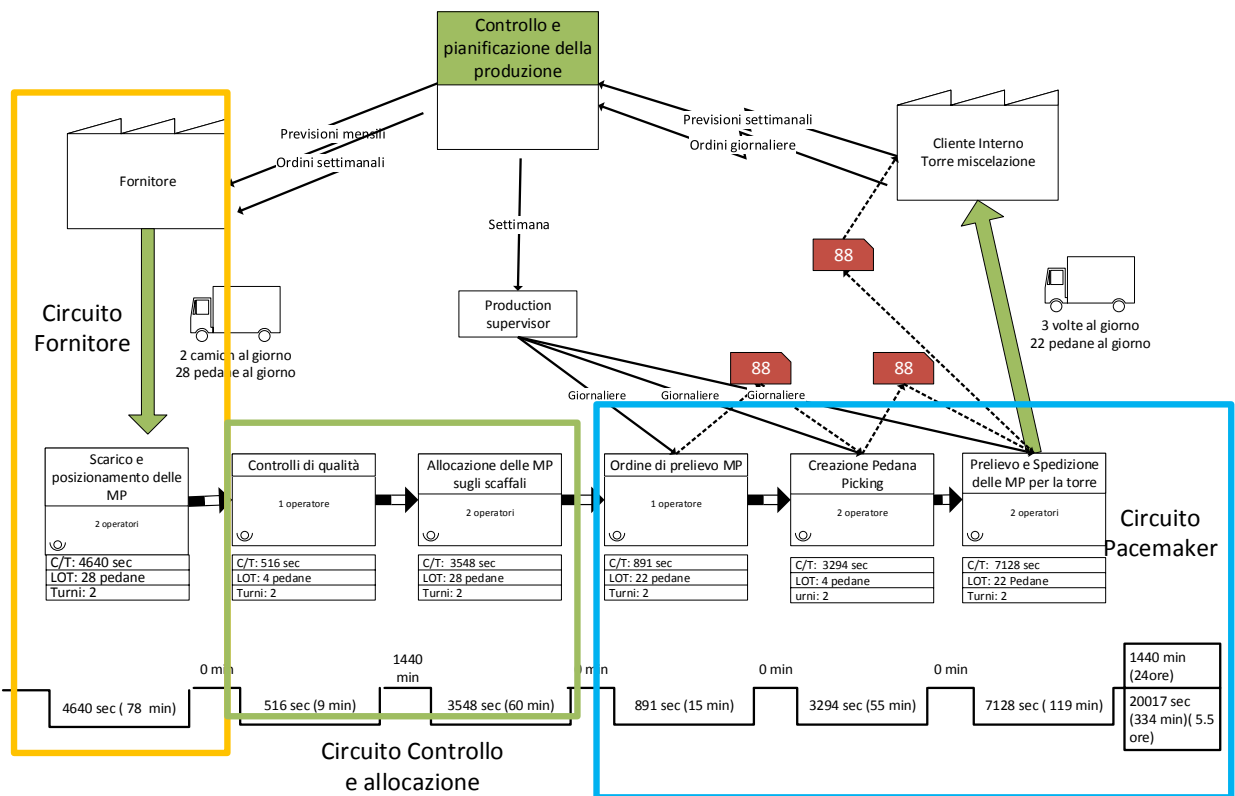 Controllo e
pianificazione della
produzione
Previsioni mensili
Ordini settimanali
Previsioni settimanali
Ordini giornaliere
Fornitore
Cliente Interno
Torre miscelazione
Settimana
88
Circuito
Fornitore
2 camion al giorno
28 pedane al giorno
Production
supervisor
3 volte al giorno
22 pedane al giorno
88
88
Giornaliere
Giornaliere
Giornaliere
Scarico e
posizionamento delle
MP
2 operatori
C/T: 4640 sec
LOT: 28 pedane
Turni: 2
Controlli di qualità
1 operatore
C/T: 516 sec
LOT: 4 pedane
Turni: 2
Allocazione delle MP
sugli scaffali
2 operatori
C/T: 3548 sec
LOT: 28 pedane
Turni: 2
Ordine di prelievo MP
1 operatore
C/T: 891 sec
LOT: 22 pedane
Turni: 2
Creazione Pedana
Picking
2 operatore
C/T: 3294 sec
LOT: 4 pedane
urni: 2
Prelievo e Spedizione
delle MP per la torre
2 operatori
C/T: 7128 sec
LOT: 22 Pedane
Turni: 2
Circuito
Pacemaker
0 min
1440
min
0 min
0 min
0 min
4640 sec ( 78 min)
516 sec (9 min)
3548 sec (60 min)
891 sec (15 min)
3294 sec (55 min)
7128 sec ( 119 min)
1440 min
(24ore)
20017 sec
(334 min)( 5.5
ore)
Circuito Controllo
e allocazione